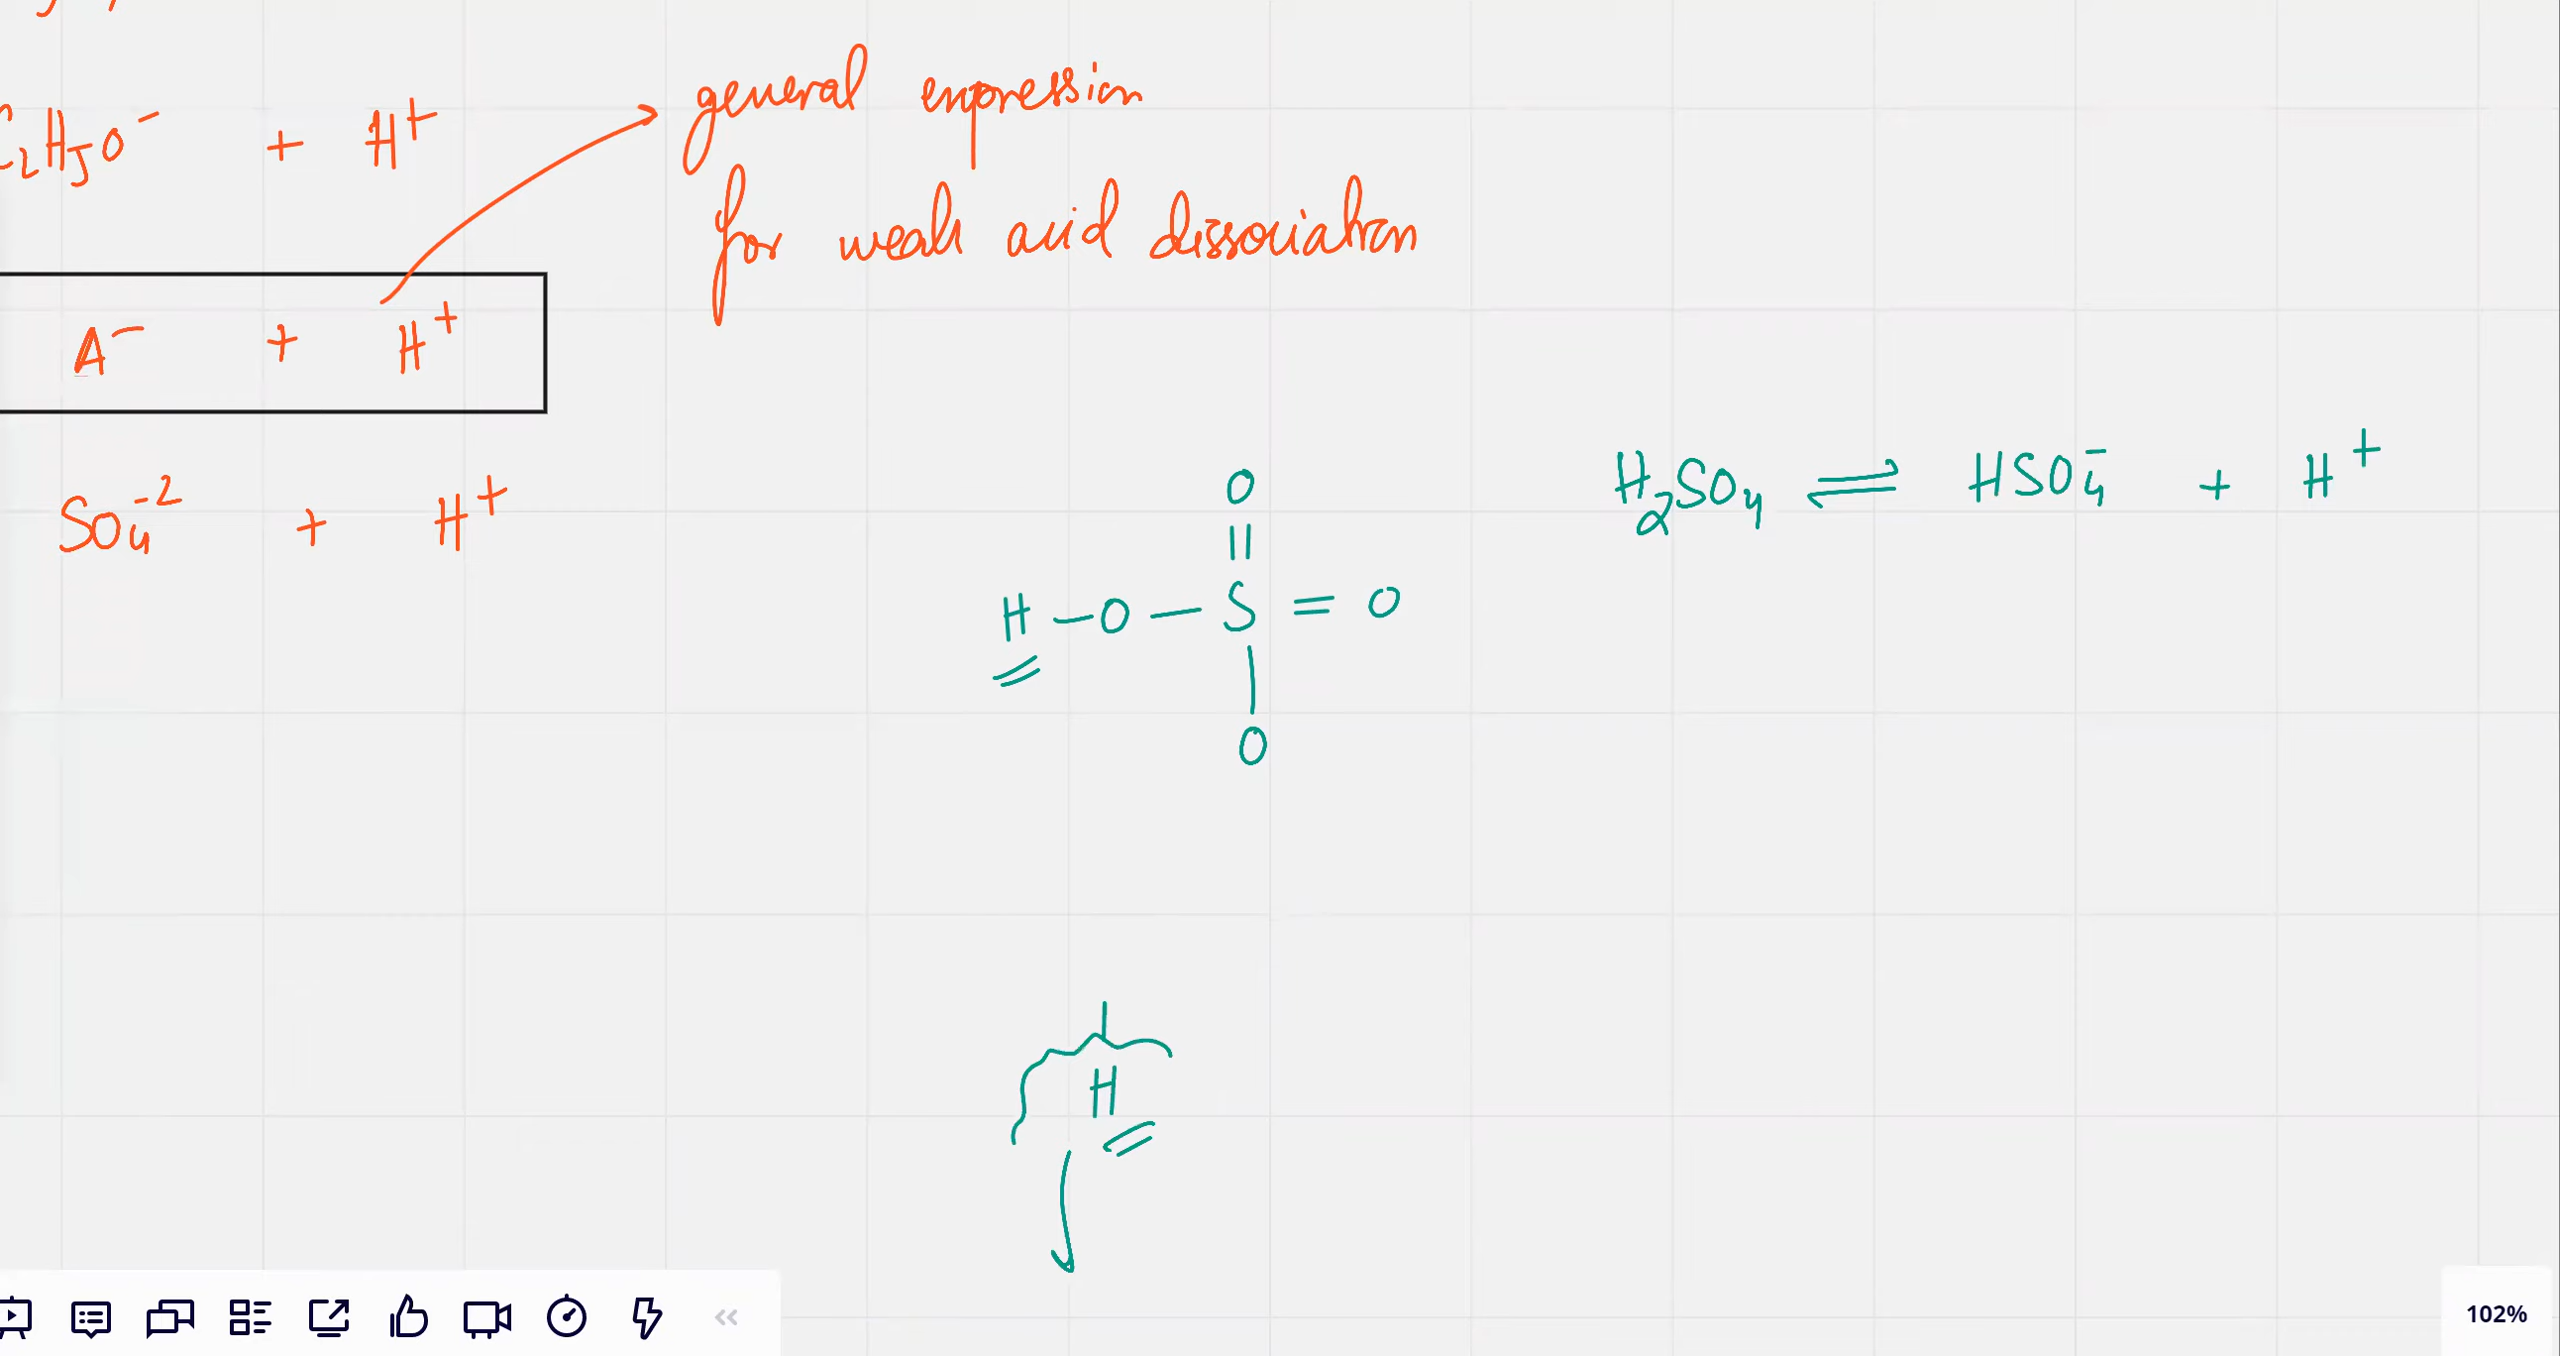 C₂H₅O⁻ + H⁺
general expression
for weak acid dissociation
A⁻ + H⁺
SO₄⁻² + H⁺
H₂SO₄ ⇌ HSO₄⁻ + H⁺
O
||
H – O – S = O
|
O
|
H
102%